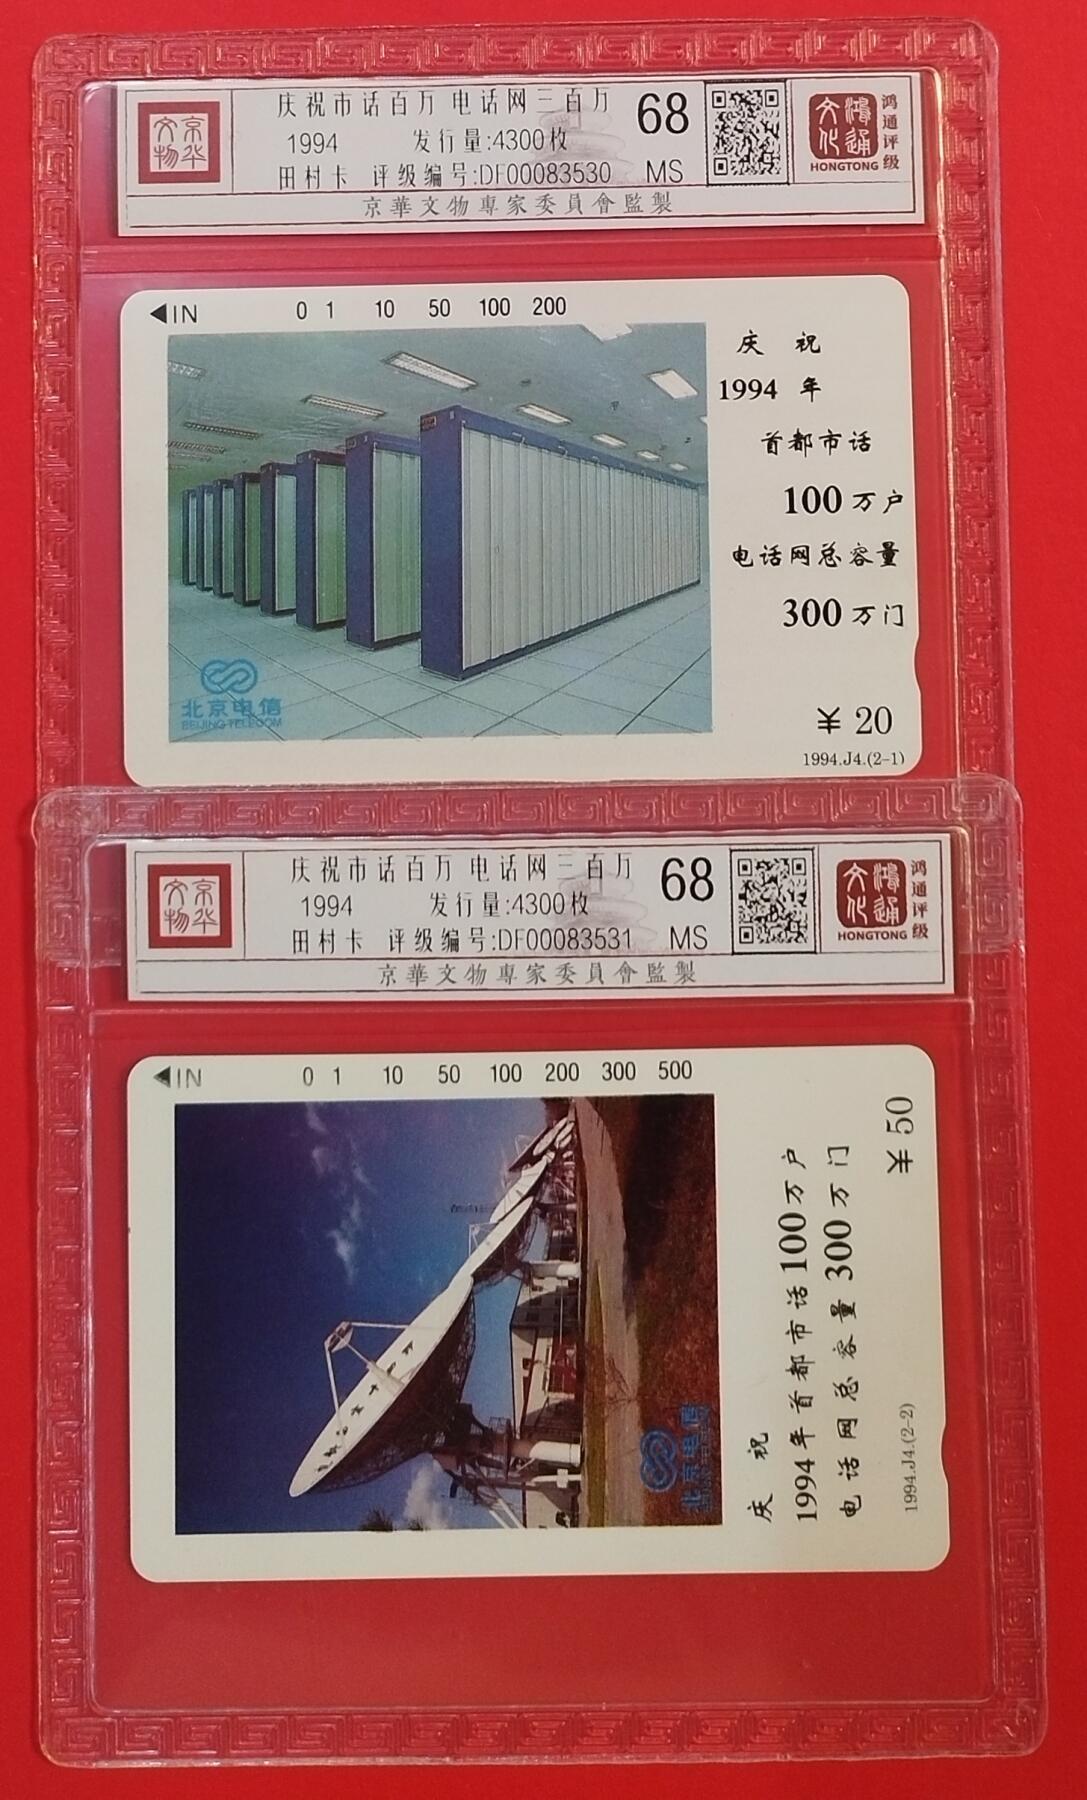 京华
文物
庆祝市话百万 电话网三百万
1994 发行量:4300枚
田村卡 评级编号:DF00083530
68
MS
鸿通
文化
HONGTONG
鸿通评级
京華文物專家委員會監製
◀IN 0 1 10 50 100 200
庆 祝
1994 年
首都市话
100万户
电话网总容量
300万门
¥20
1994.J4.(2-1)
北京电信
BEIJING TELECOM
京华
文物
庆祝市话百万 电话网三百万
1994 发行量:4300枚
田村卡 评级编号:DF00083531
68
MS
鸿通
文化
HONGTONG
鸿通评级
京華文物專家委員會監製
◀IN 0 1 10 50 100 200 300 500
庆 祝
1994年首都市话100万户
电话网总容量300万门
¥50
1994.J4.(2-2)
北京电信